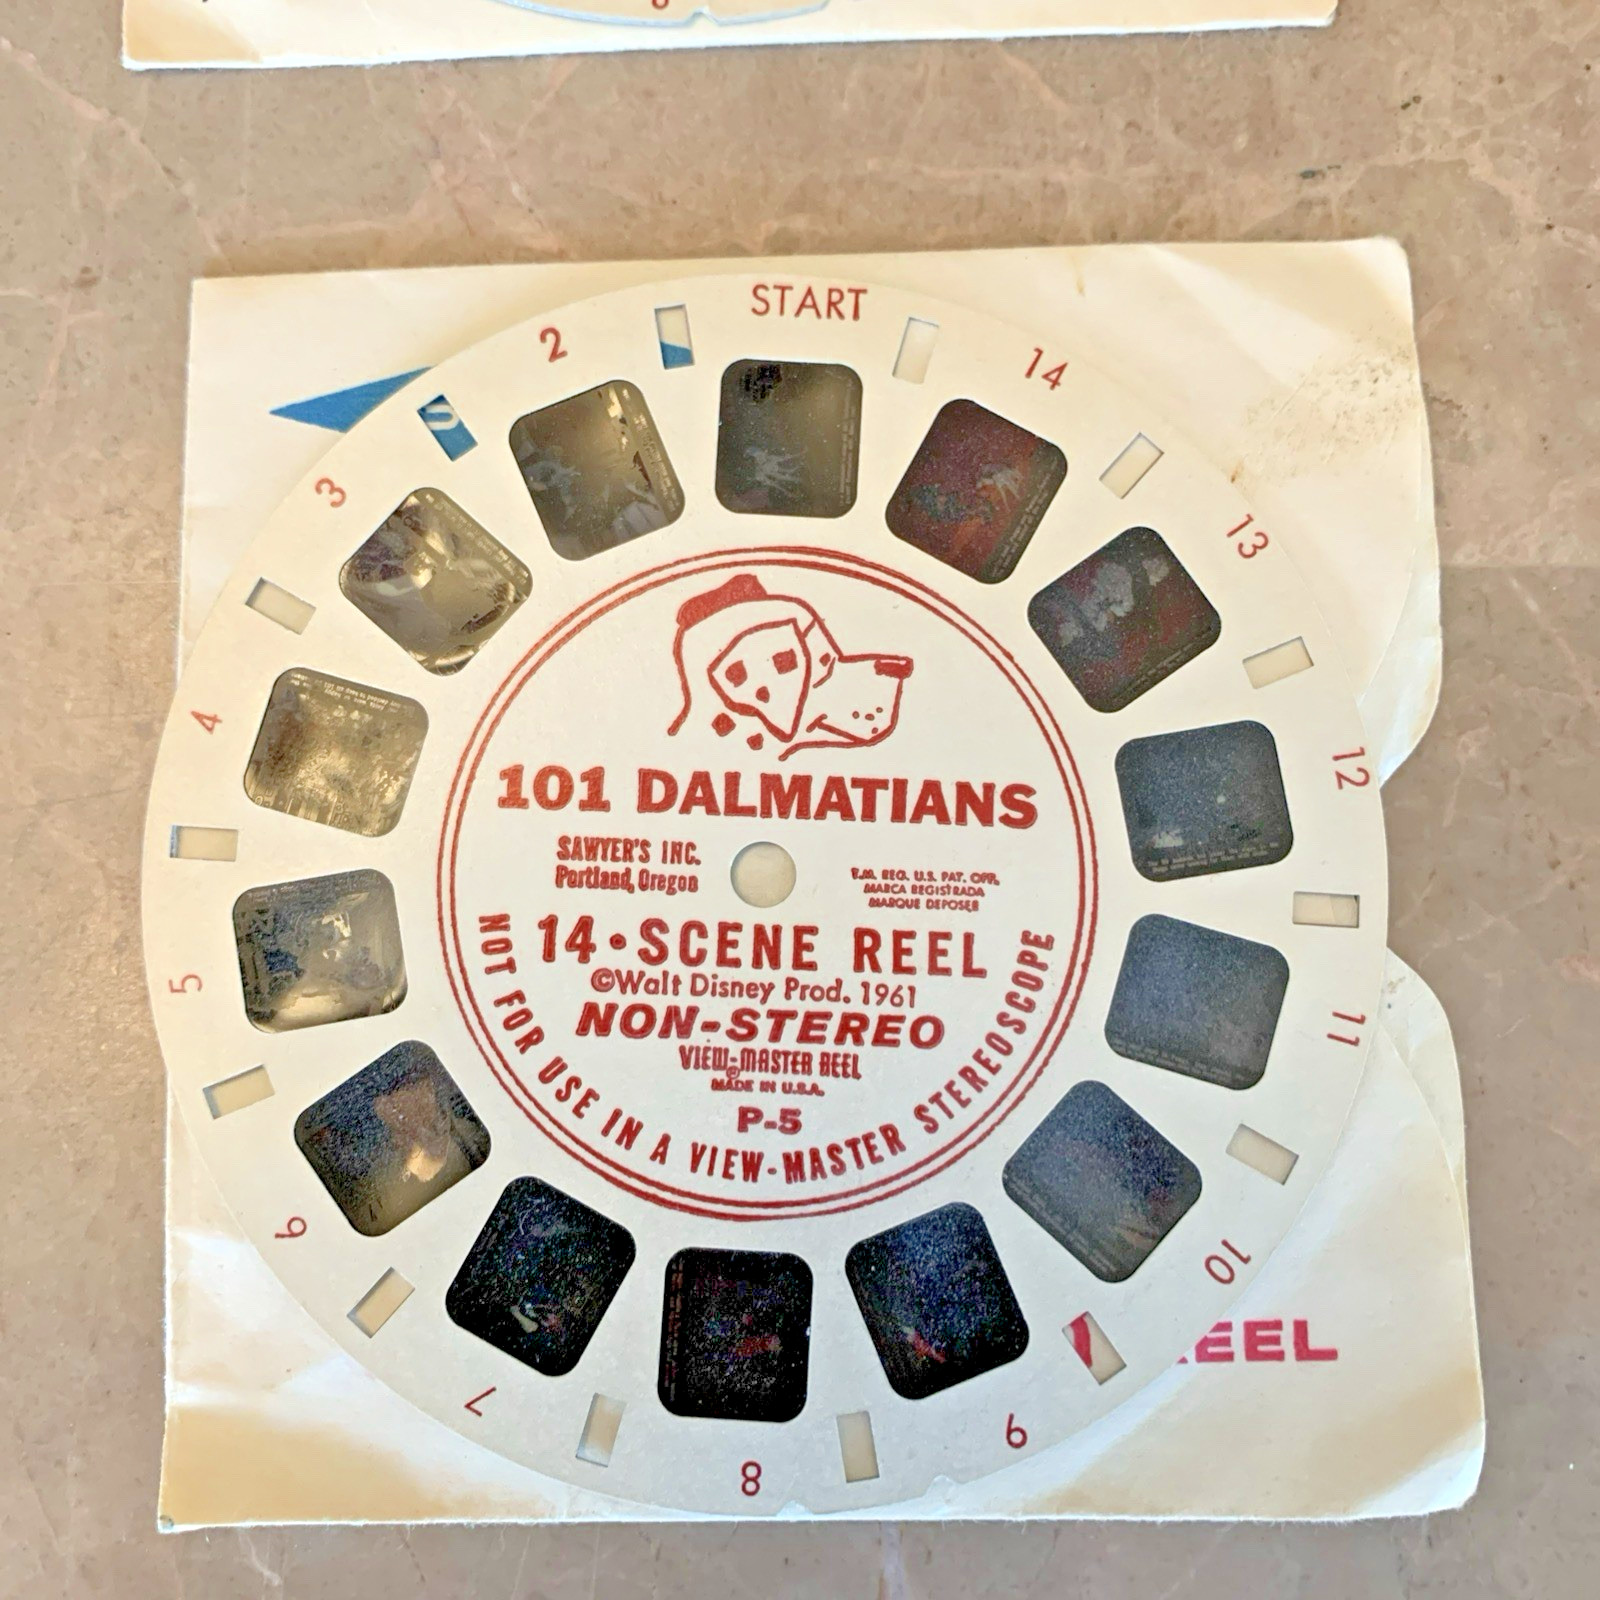 START
2
3
4
5
6
7
8
9
10
11
12
13
14
101 DALMATIANS
SAWYER'S INC.
Portland, Oregon
T.M. REG. U.S. PAT. OFF.
MARCA REGISTRADA
MARQUE DEPOSEE
14·SCENE REEL
©Walt Disney Prod. 1961
NON-STEREO
VIEW-MASTER REEL
®
MADE IN U.S.A.
P-5
NOT FOR USE IN A VIEW-MASTER STEREOSCOPE
EEL